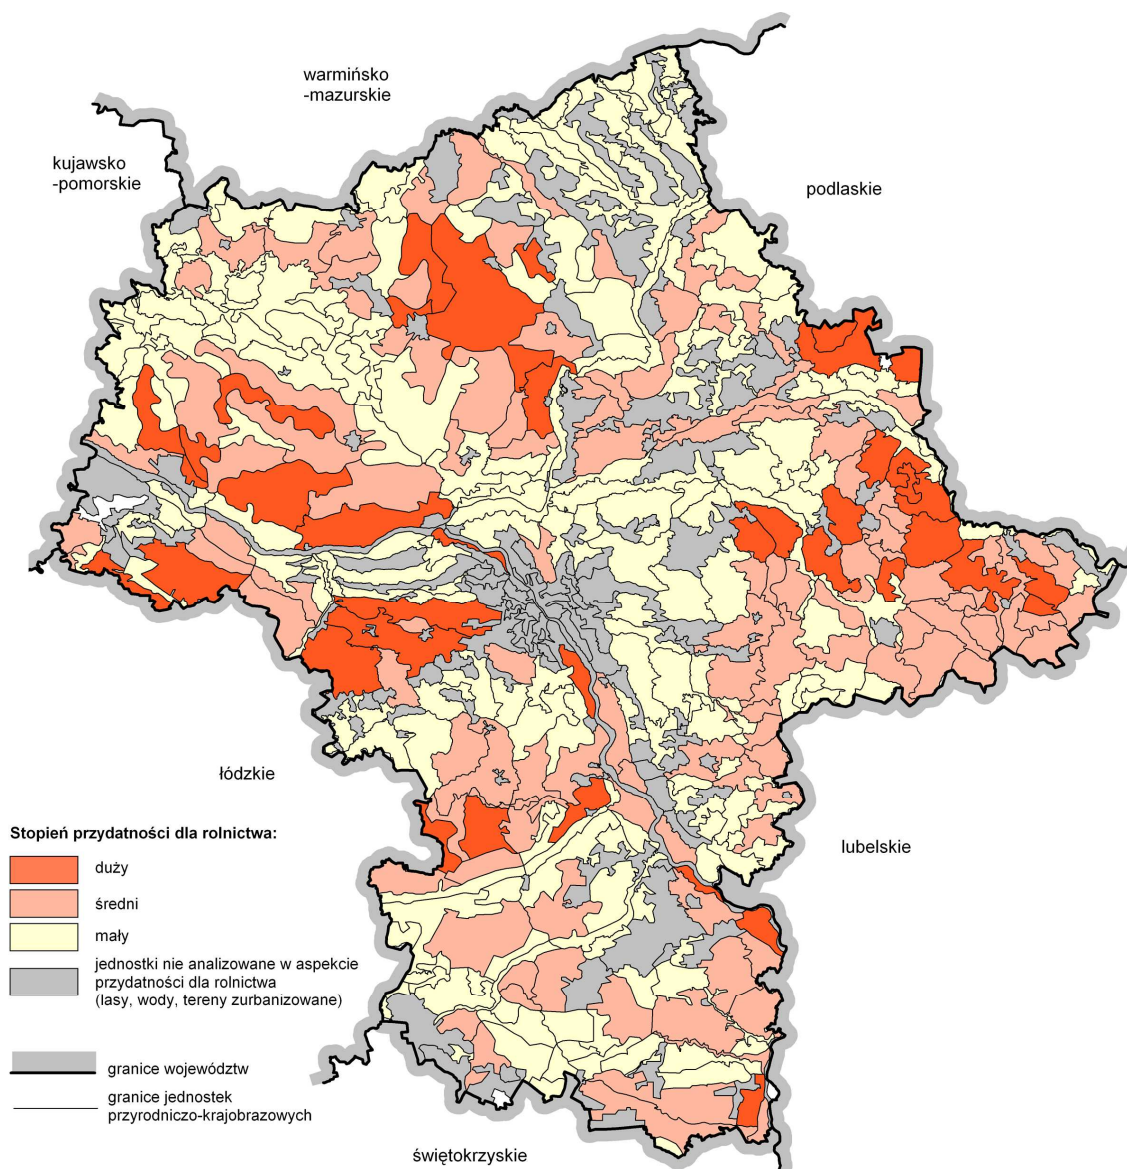 warmińsko
-mazurskie
kujawsko
-pomorskie
podlaskie
łódzkie
lubelskie
świętokrzyskie
Stopień przydatności dla rolnictwa:
duży
średni
mały
jednostki nie analizowane w aspekcie
przydatności dla rolnictwa
(lasy, wody, tereny zurbanizowane)
granice województw
granice jednostek
przyrodniczo-krajobrazowych